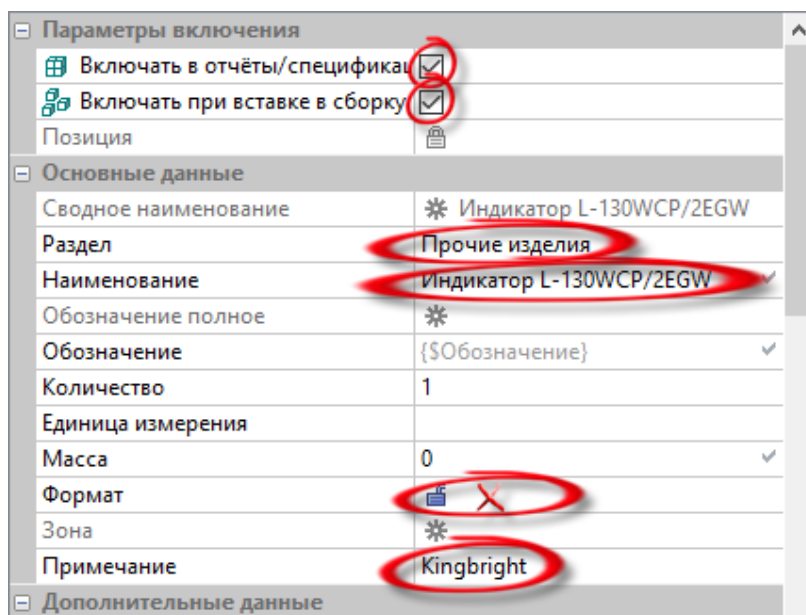 Параметры включения
Включать в отчёты/спецификац
Включать при вставке в сборку
Позиция
Основные данные
Сводное наименование Индикатор L-130WCP/2EGW
Раздел Прочие изделия
Наименование Индикатор L-130WCP/2EGW
Обозначение полное
Обозначение {$Обозначение}
Количество 1
Единица измерения
Масса 0
Формат
Зона
Примечание Kingbright
Дополнительные данные